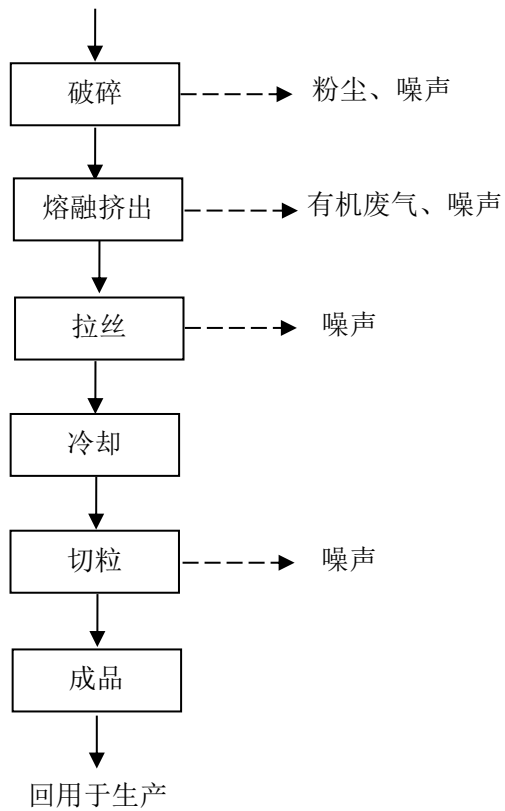 破碎
粉尘、噪声
熔融挤出
有机废气、噪声
拉丝
噪声
冷却
切粒
噪声
成品
回用于生产